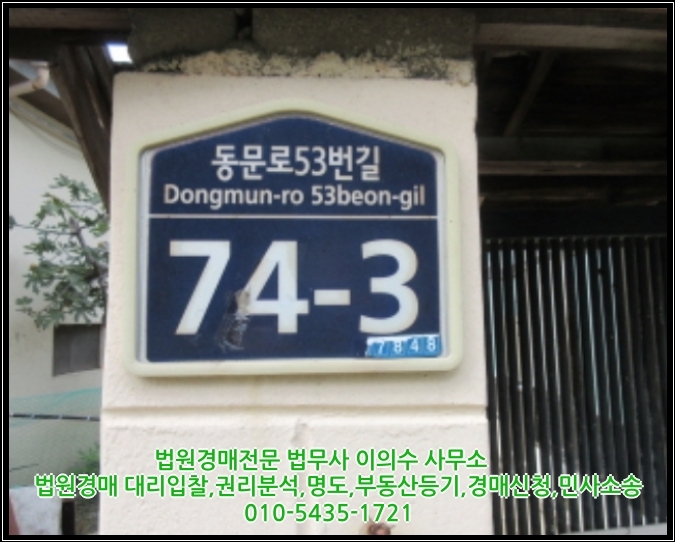 동문로53번길
Dongmun-ro 53beon-gil
74-3
7848
법원경매전문 법무사 이의수 사무소
법원경매 대리입찰,권리분석,명도,부동산등기,경매신청,민사소송
010-5435-1721